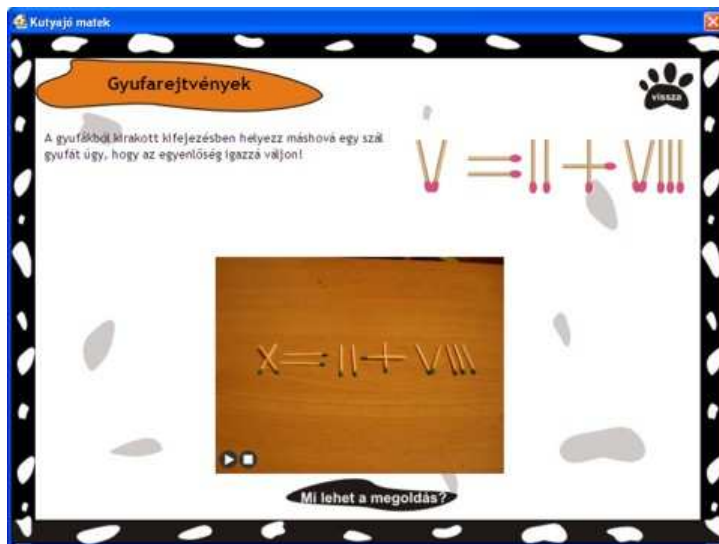 Kutyajó matek
Gyufarejtvények
vissza
A gyufákból kirakott kifejezésben helyezz máshová egy szál
gyufát úgy, hogy az egyenlőség igazzá váljon!
V = II + VIII
X = II + VIII
Mi lehet a megoldás?